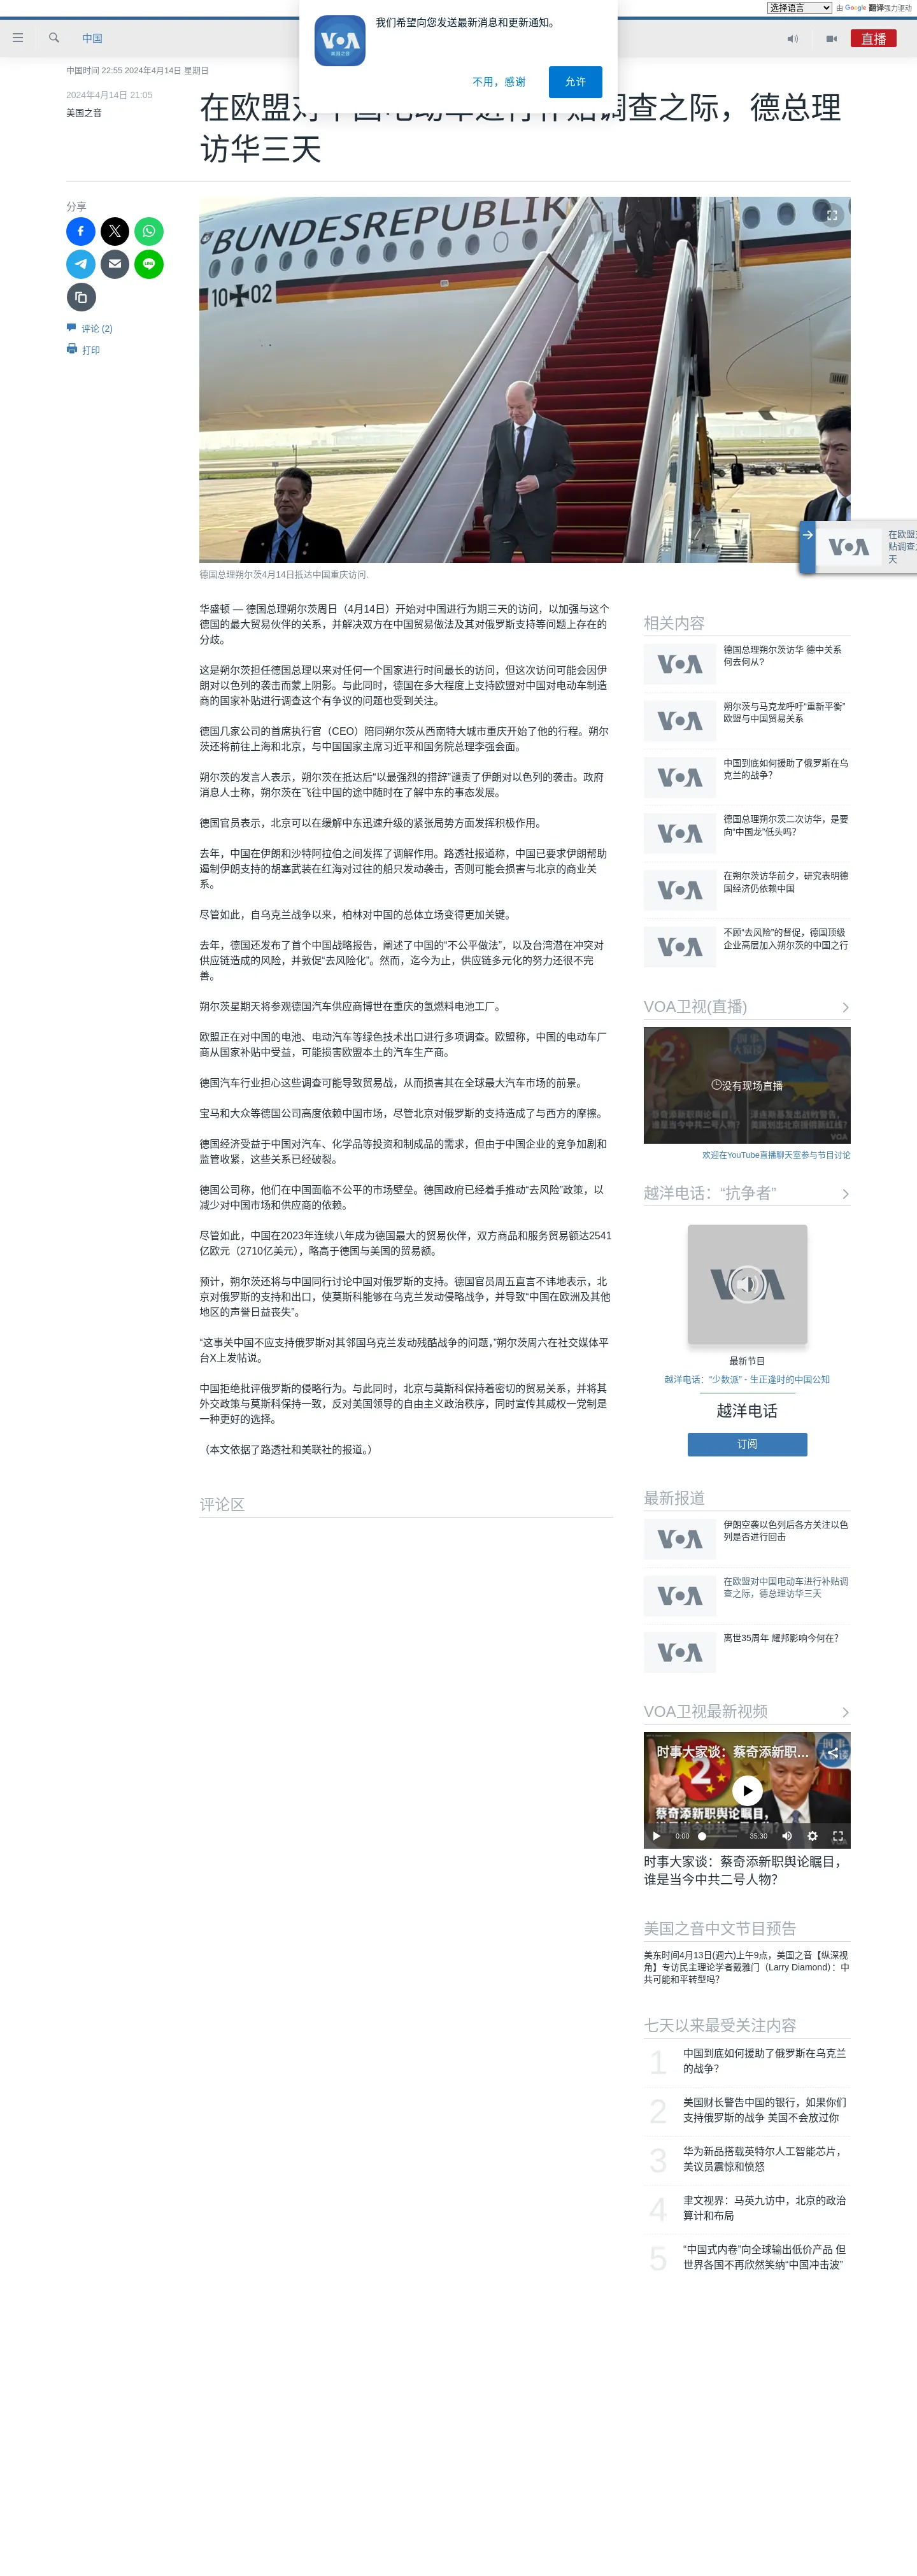 选择语言
由 Google 翻译强力驱动
中国
直播
VOA
美国之音
我们希望向您发送最新消息和更新通知。
不用，感谢
允许
中国时间 22:55 2024年4月14日 星期日
2024年4月14日 21:05
美国之音
调查之际，德总理
访华三天
分享
评论 (2)
打印
BUNDESREPUBLIK
10+02
德国总理朔尔茨4月14日抵达中国重庆访问.
VOA
在欧盟
贴调查
天
华盛顿 — 德国总理朔尔茨周日（4月14日）开始对中国进行为期三天的访问，以加强与这个
德国的最大贸易伙伴的关系，并解决双方在中国贸易做法及其对俄罗斯支持等问题上存在的
分歧。
这是朔尔茨担任德国总理以来对任何一个国家进行时间最长的访问，但这次访问可能会因伊
朗对以色列的袭击而蒙上阴影。与此同时，德国在多大程度上支持欧盟对中国对电动车制造
商的国家补贴进行调查这个有争议的问题也受到关注。
德国几家公司的首席执行官（CEO）陪同朔尔茨从西南特大城市重庆开始了他的行程。朔尔
茨还将前往上海和北京，与中国国家主席习近平和国务院总理李强会面。
朔尔茨的发言人表示，朔尔茨在抵达后“以最强烈的措辞”谴责了伊朗对以色列的袭击。政府
消息人士称，朔尔茨在飞往中国的途中随时在了解中东的事态发展。
德国官员表示，北京可以在缓解中东迅速升级的紧张局势方面发挥积极作用。
去年，中国在伊朗和沙特阿拉伯之间发挥了调解作用。路透社报道称，中国已要求伊朗帮助
遏制伊朗支持的胡塞武装在红海对过往的船只发动袭击，否则可能会损害与北京的商业关
系。
尽管如此，自乌克兰战争以来，柏林对中国的总体立场变得更加关键。
去年，德国还发布了首个中国战略报告，阐述了中国的“不公平做法”，以及台湾潜在冲突对
供应链造成的风险，并敦促“去风险化”。然而，迄今为止，供应链多元化的努力还很不完
善。
朔尔茨星期天将参观德国汽车供应商博世在重庆的氢燃料电池工厂。
欧盟正在对中国的电池、电动汽车等绿色技术出口进行多项调查。欧盟称，中国的电动车厂
商从国家补贴中受益，可能损害欧盟本土的汽车生产商。
德国汽车行业担心这些调查可能导致贸易战，从而损害其在全球最大汽车市场的前景。
宝马和大众等德国公司高度依赖中国市场，尽管北京对俄罗斯的支持造成了与西方的摩擦。
德国经济受益于中国对汽车、化学品等投资和制成品的需求，但由于中国企业的竞争加剧和
监管收紧，这些关系已经破裂。
德国公司称，他们在中国面临不公平的市场壁垒。德国政府已经着手推动“去风险”政策，以
减少对中国市场和供应商的依赖。
尽管如此，中国在2023年连续八年成为德国最大的贸易伙伴，双方商品和服务贸易额达2541
亿欧元（2710亿美元），略高于德国与美国的贸易额。
预计，朔尔茨还将与中国同行讨论中国对俄罗斯的支持。德国官员周五直言不讳地表示，北
京对俄罗斯的支持和出口，使莫斯科能够在乌克兰发动侵略战争，并导致“中国在欧洲及其他
地区的声誉日益丧失”。
“这事关中国不应支持俄罗斯对其邻国乌克兰发动残酷战争的问题，”朔尔茨周六在社交媒体平
台X上发帖说。
中国拒绝批评俄罗斯的侵略行为。与此同时，北京与莫斯科保持着密切的贸易关系，并将其
外交政策与莫斯科保持一致，反对美国领导的自由主义政治秩序，同时宣传其威权一党制是
一种更好的选择。
（本文依据了路透社和美联社的报道。）
评论区
相关内容
VOA
德国总理朔尔茨访华 德中关系
何去何从?
VOA
朔尔茨与马克龙呼吁“重新平衡”
欧盟与中国贸易关系
VOA
中国到底如何援助了俄罗斯在乌
克兰的战争？
VOA
德国总理朔尔茨二次访华，是要
向“中国龙”低头吗？
VOA
在朔尔茨访华前夕，研究表明德
国经济仍依赖中国
VOA
不顾“去风险”的督促，德国顶级
企业高层加入朔尔茨的中国之行
VOA卫视(直播)
没有现场直播
欢迎在YouTube直播聊天室参与节目讨论
越洋电话：“抗争者”
VOA
最新节目
越洋电话：“少数派” - 生正逢时的中国公知
越洋电话
订阅
最新报道
VOA
伊朗空袭以色列后各方关注以色
列是否进行回击
VOA
在欧盟对中国电动车进行补贴调
查之际，德总理访华三天
VOA
离世35周年 耀邦影响今何在？
VOA卫视最新视频
时事大家谈：蔡奇添新职…
蔡奇添新职舆论瞩目，
0:00
35:30
时事大家谈：蔡奇添新职舆论瞩目，
谁是当今中共二号人物？
美国之音中文节目预告
美东时间4月13日(週六)上午9点，美国之音【纵深视
角】专访民主理论学者戴雅门（Larry Diamond）：中
共可能和平转型吗？
七天以来最受关注内容
1
中国到底如何援助了俄罗斯在乌克兰
的战争？
2
美国财长警告中国的银行，如果你们
支持俄罗斯的战争 美国不会放过你
3
华为新品搭载英特尔人工智能芯片，
美议员震惊和愤怒
4
聿文视界：马英九访中，北京的政治
算计和布局
5
“中国式内卷”向全球输出低价产品 但
世界各国不再欣然笑纳“中国冲击波”